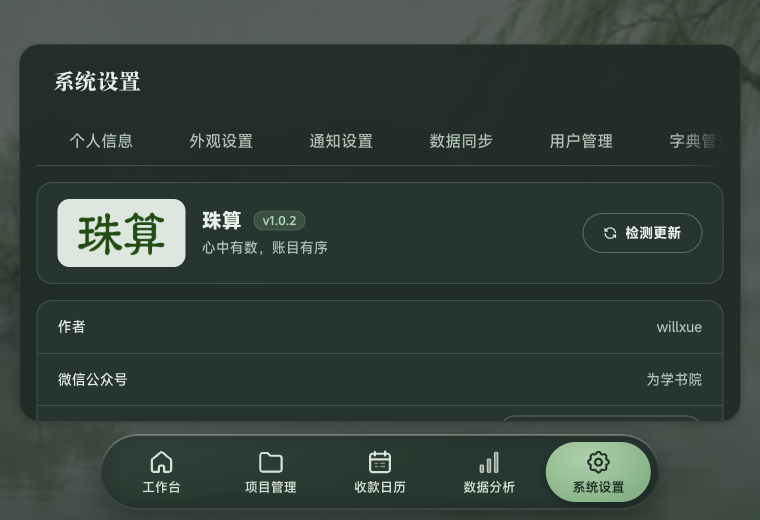 系统设置
个人信息 外观设置 通知设置 数据同步 用户管理 字典管
珠算
珠算 v1.0.2
心中有数，账目有序
检测更新
作者 willxue
微信公众号 为学书院
工作台 项目管理 收款日历 数据分析 系统设置